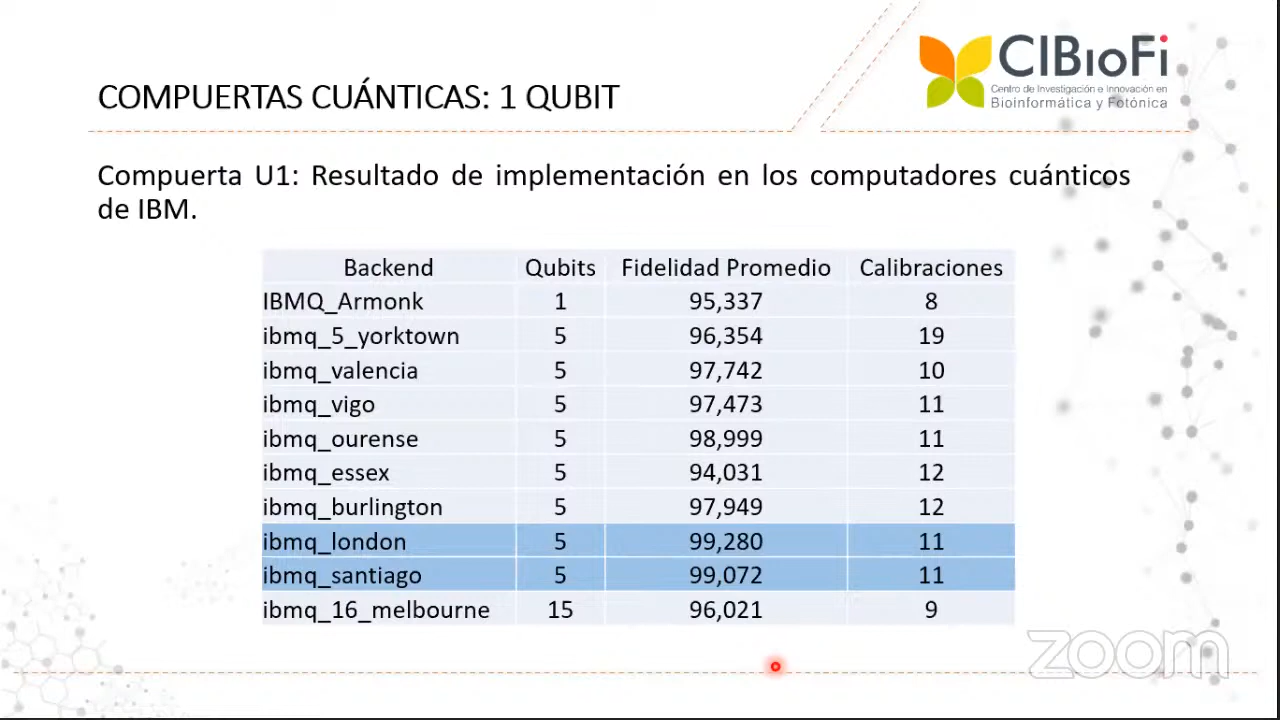 CIBioFi
Centro de Investigación e Innovación en
Bioinformática y Fotónica
COMPUERTAS CUÁNTICAS: 1 QUBIT
Compuerta U1: Resultado de implementación en los computadores cuánticos
de IBM.
Backend Qubits Fidelidad Promedio Calibraciones
IBMQ_Armonk 1 95,337 8
ibmq_5_yorktown 5 96,354 19
ibmq_valencia 5 97,742 10
ibmq_vigo 5 97,473 11
ibmq_ourense 5 98,999 11
ibmq_essex 5 94,031 12
ibmq_burlington 5 97,949 12
ibmq_london 5 99,280 11
ibmq_santiago 5 99,072 11
ibmq_16_melbourne 15 96,021 9
zoom